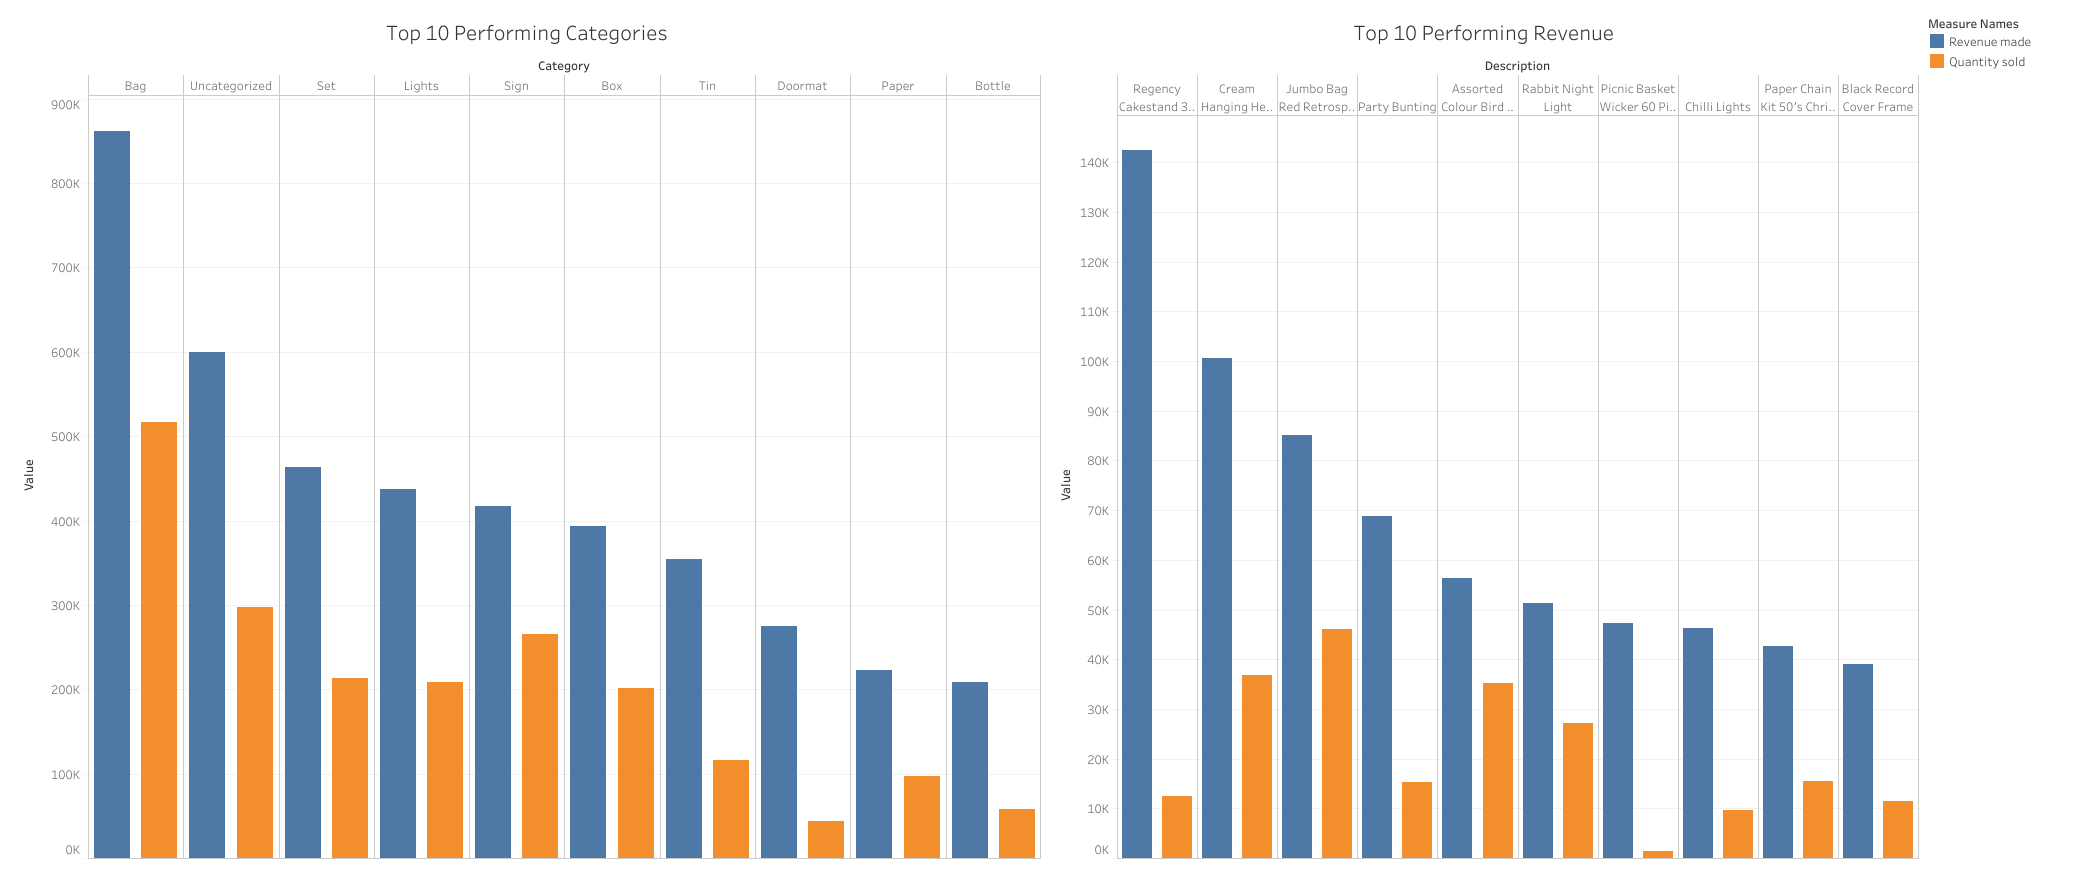 Top 10 Performing Categories
Category
Bag Uncategorized Set Lights Sign Box Tin Doormat Paper Bottle
900K
800K
700K
600K
500K
400K
300K
200K
100K
0K
Value
Top 10 Performing Revenue
Description
Regency Cream Jumbo Bag Assorted Rabbit Night Picnic Basket Paper Chain Black Record
Cakestand 3.. Hanging He.. Red Retrosp.. Party Bunting Colour Bird .. Light Wicker 60 Pi.. Chilli Lights Kit 50's Chri.. Cover Frame
140K
130K
120K
110K
100K
90K
80K
70K
60K
50K
40K
30K
20K
10K
0K
Value
Measure Names
Revenue made
Quantity sold